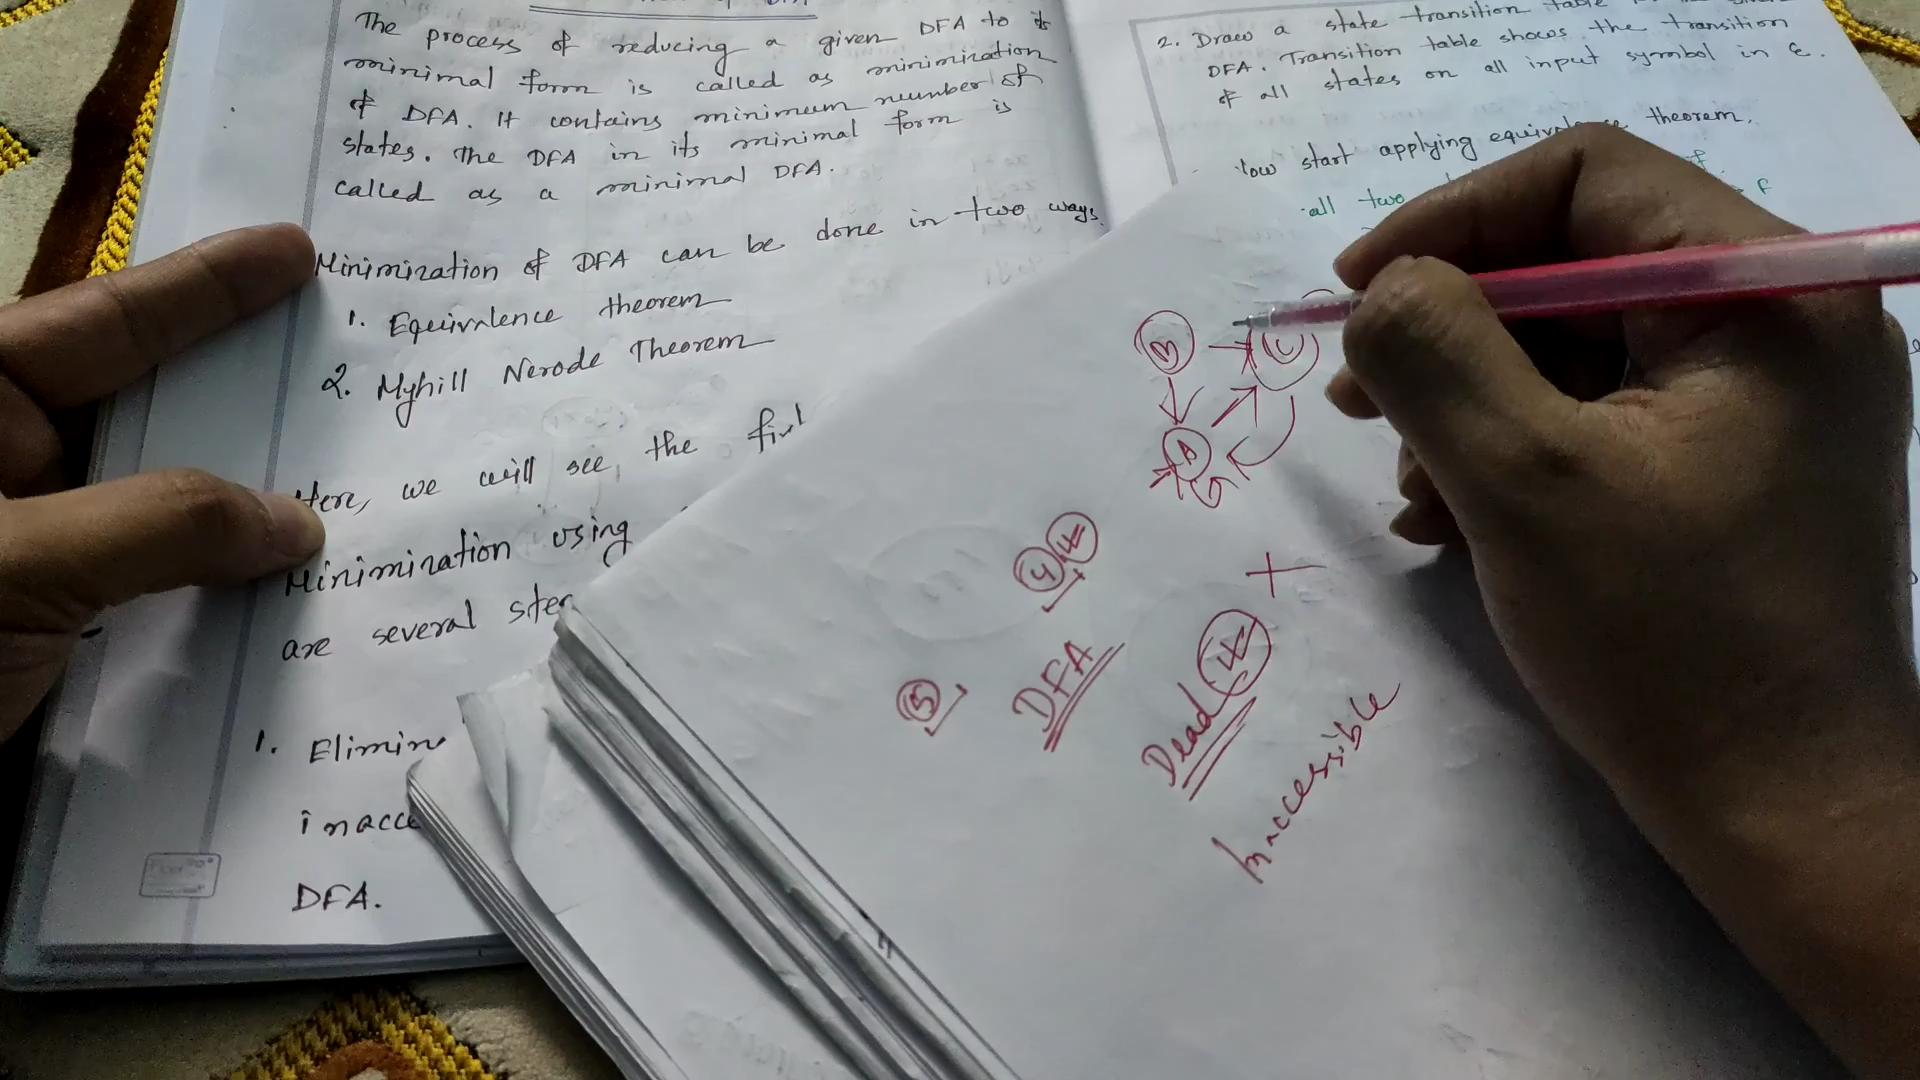 The process of reducing a given DFA to its
minimal form is called as minimization
of DFA. It contains minimum number of
states. The DFA in its minimal form is
called as a minimal DFA.
Minimization of DFA can be done in two ways.
1. Equivalence theorem
2. Myhill Nerode Theorem
Here, we will see, the first
Minimization using
are several
1.
DFA.
2. Draw a state transition table
DFA. Transition table shows the transition
of all states on all input symbol in
start applying theorem,
all two
F
B C
A
4
5
DFA
Dead
Inaccessible